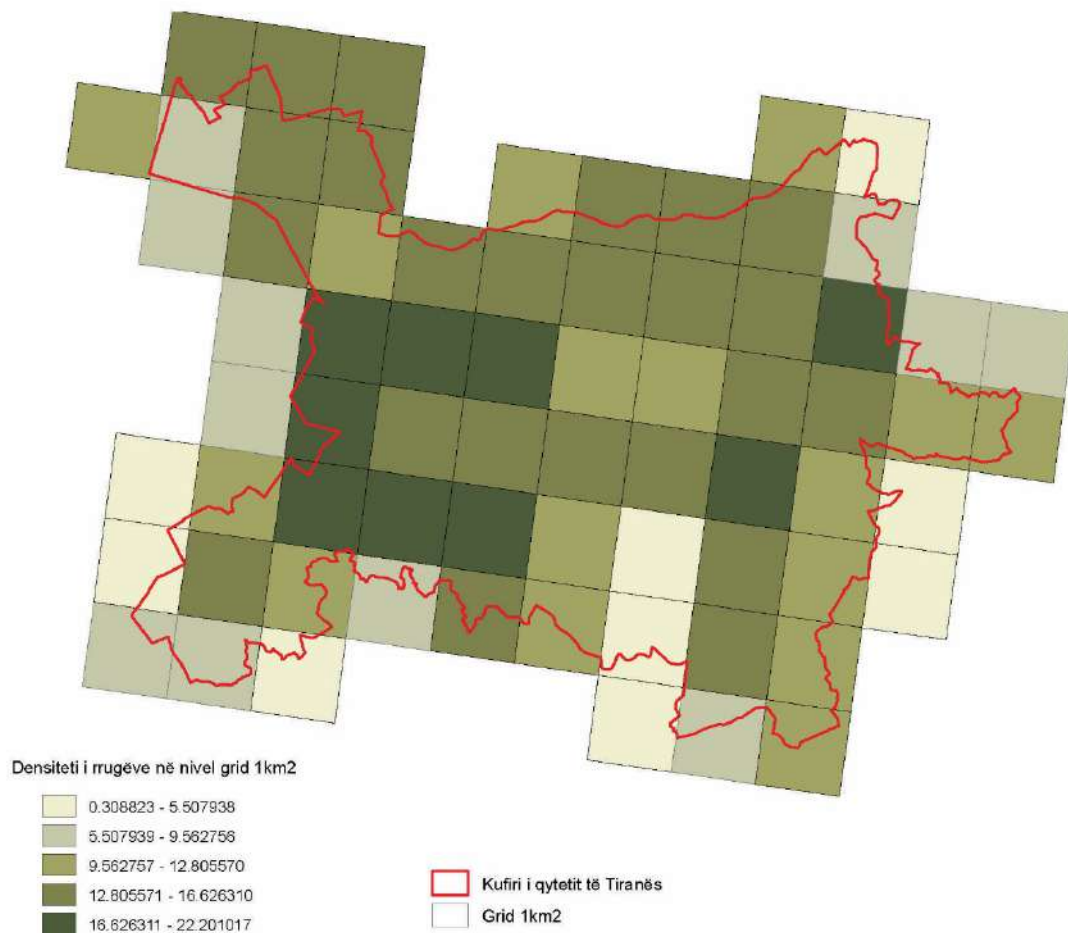 Densiteti i rrugëve në nivel grid 1km2
0.308823 - 5.507938
5.507939 - 9.562756
9.562757 - 12.805570
12.805571 - 16.626310
16.626311 - 22.201017
Kufiri i qytetit të Tiranës
Grid 1km2